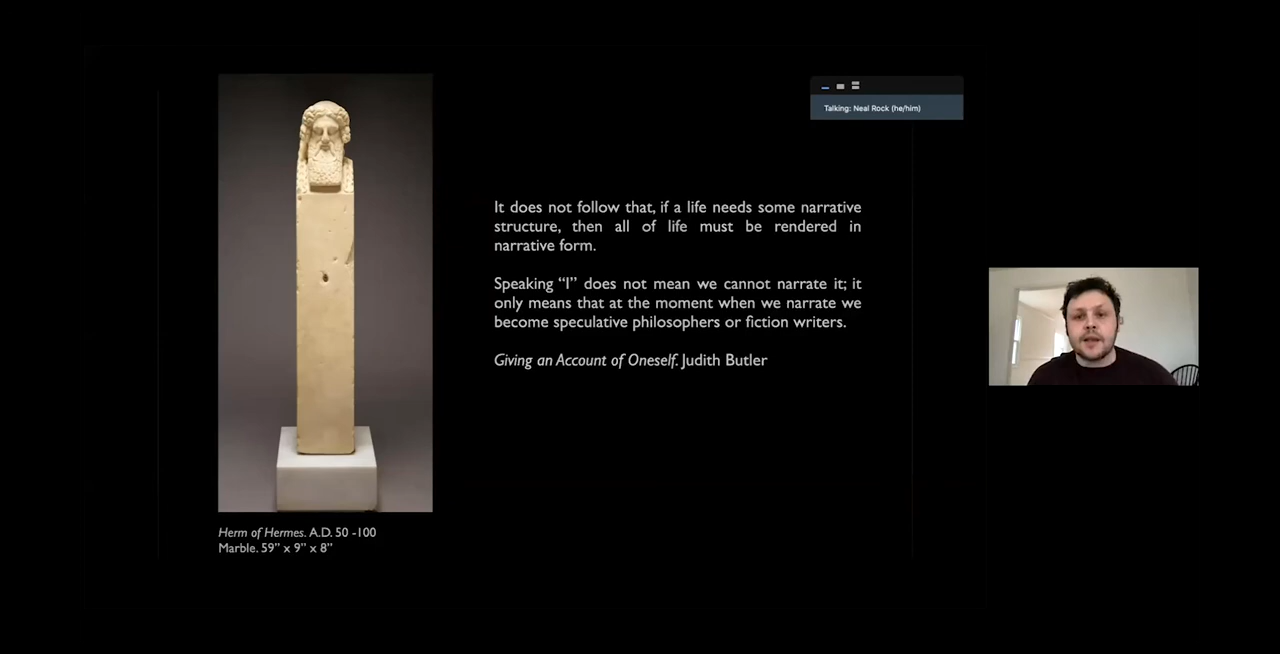 Talking: Neal Rock (he/him)
It does not follow that, if a life needs some narrative
structure, then all of life must be rendered in
narrative form.
Speaking “I” does not mean we cannot narrate it; it
only means that at the moment when we narrate we
become speculative philosophers or fiction writers.
Giving an Account of Oneself. Judith Butler
Herm of Hermes. A.D. 50 -100
Marble. 59” x 9” x 8”